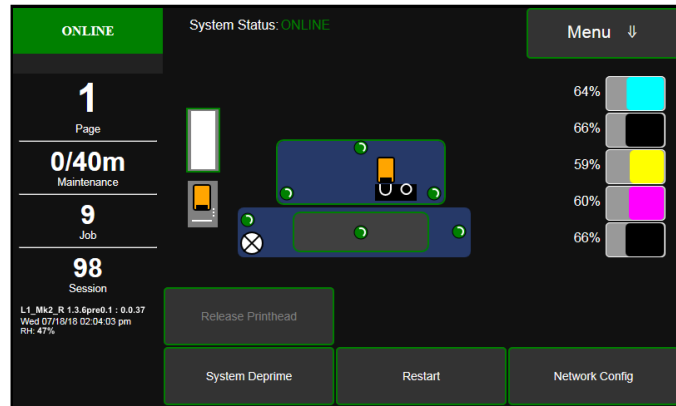 ONLINE
System Status: ONLINE
Menu ⇓
1
Page
0/40m
Maintenance
9
Job
98
Session
L1_Mk2_R 1.3.6pre0.1 : 0.0.37
Wed 07/18/18 02:04:03 pm
RH: 47%
64%
66%
59%
60%
66%
Release Printhead
System Deprime
Restart
Network Config